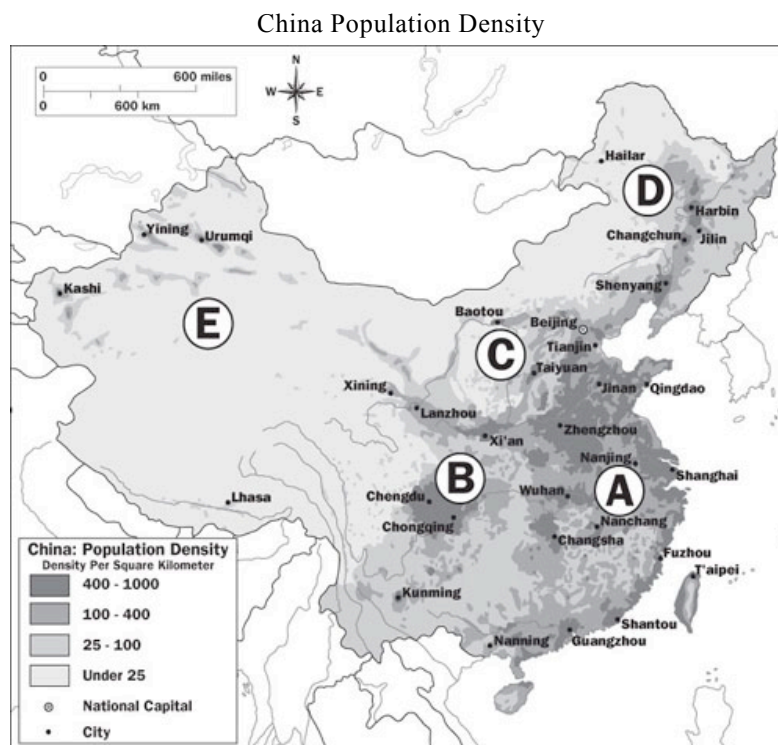 China Population Density
0 600 miles
0 600 km
N
W E
S
Hailar
D
Harbin
Yining
Urumqi
Changchun
Jilin
Kashi
Shenyang
E
Baotou
Beijing
C
Tianjin
Taiyuan
Xining
Jinan
Qingdao
Lanzhou
Zhengzhou
Xi'an
Nanjing
Shanghai
B
A
Lhasa
Chengdu
Wuhan
Chongqing
Nanchang
Changsha
Fuzhou
T'aipei
Kunming
Shantou
Nanning
Guangzhou
China: Population Density
Density Per Square Kilometer
400 - 1000
100 - 400
25 - 100
Under 25
National Capital
City